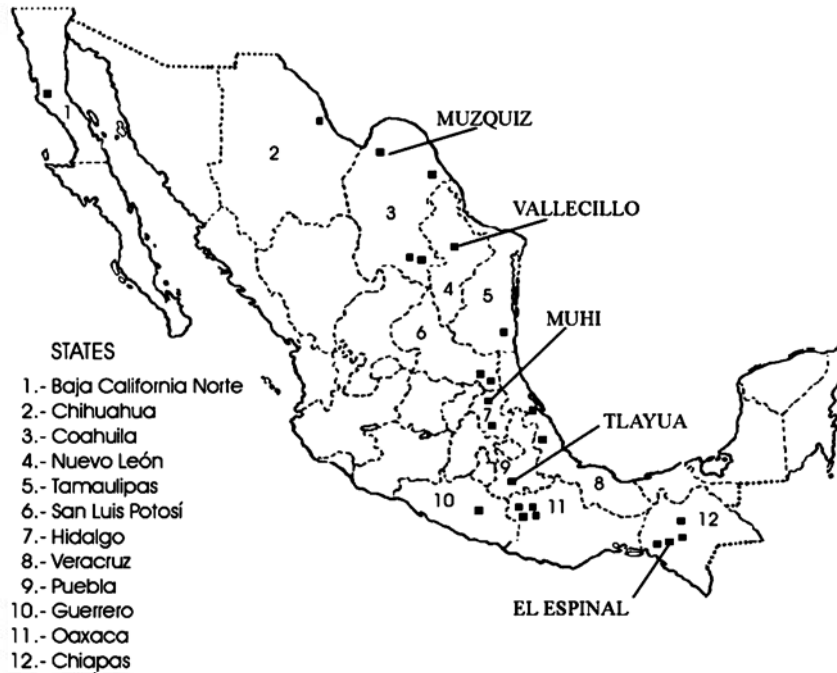 MUZQUIZ
1
2
3
VALLECILLO
4
5
MUHI
6
STATES
1.- Baja California Norte
2.- Chihuahua
3.- Coahuila
4.- Nuevo León
5.- Tamaulipas
6.- San Luis Potosí
7.- Hidalgo
8.- Veracruz
9.- Puebla
10.- Guerrero
11.- Oaxaca
12.- Chiapas
7
TLAYUA
9
8
10
11
12
EL ESPINAL